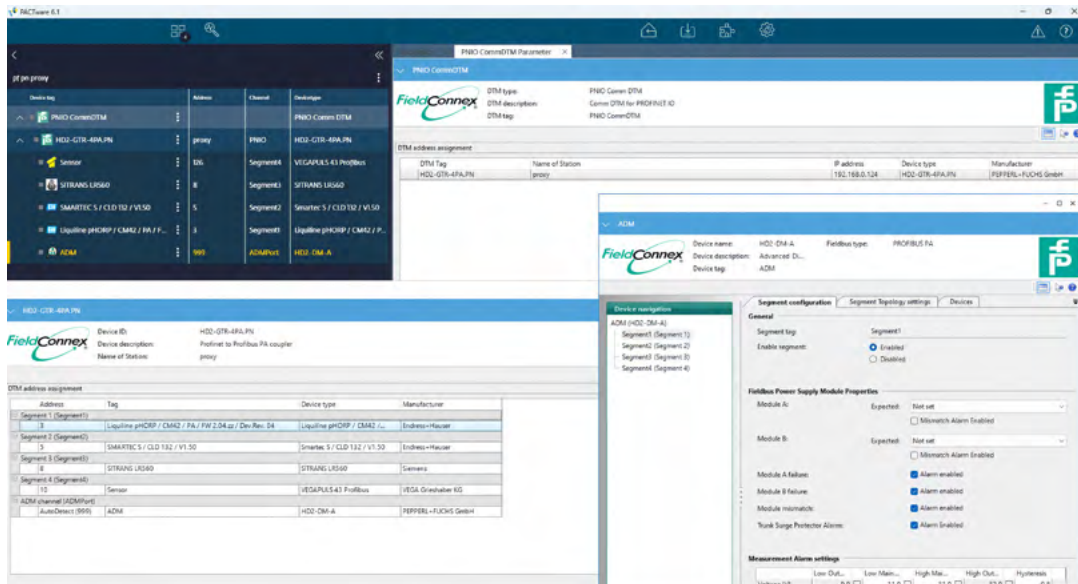 PACTware 6.1
PNIO CommDTM Parameter ×
pf pn proxy
Device tag Address Channel Devicetype
PNIO CommDTM PNIO Comm DTM
HD2-GTR-4PA.PN proxy PNIO HD2-GTR-4PA.PN
Sensor 126 Segment4 VEGAPULS 43 Profibus
SITRANS LR560 8 Segment3 SITRANS LR560
SMARTEC S / CLD 132 / V1.50 5 Segment2 Smartec S / CLD 132 / V1.50
Liquiline pHORP / CM42 / PA / F... 3 Segment1 Liquiline pHORP / CM42 / P...
ADM 999 ADMPort HD2-DM-A
PNIO CommDTM
FieldConnex
DTM type: PNIO Comm DTM
DTM description: Comm DTM for PROFINET IO
DTM tag: PNIO CommDTM
DTM address assignment
DTM Tag Name of Station IP address Device type Manufacturer
HD2-GTR-4PA.PN proxy 192.168.0.124 HD2-GTR-4PA.PN PEPPERL+FUCHS GmbH
HD2-GTR-4PA.PN
FieldConnex
Device ID: HD2-GTR-4PA.PN
Device description: Profinet to Profibus PA coupler
Name of Station: proxy
DTM address assignment
Address Tag Device type Manufacturer
Segment 1 (Segment1)
3 Liquiline pHORP / CM42 / PA / FW 2.04.zz / Dev.Rev. 04 Liquiline pHORP / CM42 /... Endress+Hauser
Segment 2 (Segment2)
5 SMARTEC S / CLD 132 / V1.50 Smartec S / CLD 132 / V1.50 Endress+Hauser
Segment 3 (Segment3)
8 SITRANS LR560 SITRANS LR560 Siemens
Segment 4 (Segment4)
10 Sensor VEGAPULS 43 Profibus VEGA Grieshaber KG
ADM channel (ADMPort)
AutoDetect (999) ADM HD2-DM-A PEPPERL+FUCHS GmbH
ADM
FieldConnex
Device name: HD2-DM-A Fieldbus type: PROFIBUS PA
Device description: Advanced Di...
Device tag: ADM
Device navigation
ADM (HD2-DM-A)
Segment1 (Segment 1)
Segment2 (Segment 2)
Segment3 (Segment 3)
Segment4 (Segment 4)
Segment configuration Segment Topology settings Devices
General
Segment tag: Segment1
Enable segment: Enabled
Disabled
Fieldbus Power Supply Module Properties
Module A: Expected: Not set
Mismatch Alarm Enabled
Module B: Expected: Not set
Mismatch Alarm Enabled
Module A failure: Alarm enabled
Module B failure: Alarm enabled
Module mismatch: Alarm enabled
Trunk Surge Protector Alarm: Alarm Enabled
Measurement Alarm settings
Low Out... Low Main... High Mai... High Out... Hysteresis